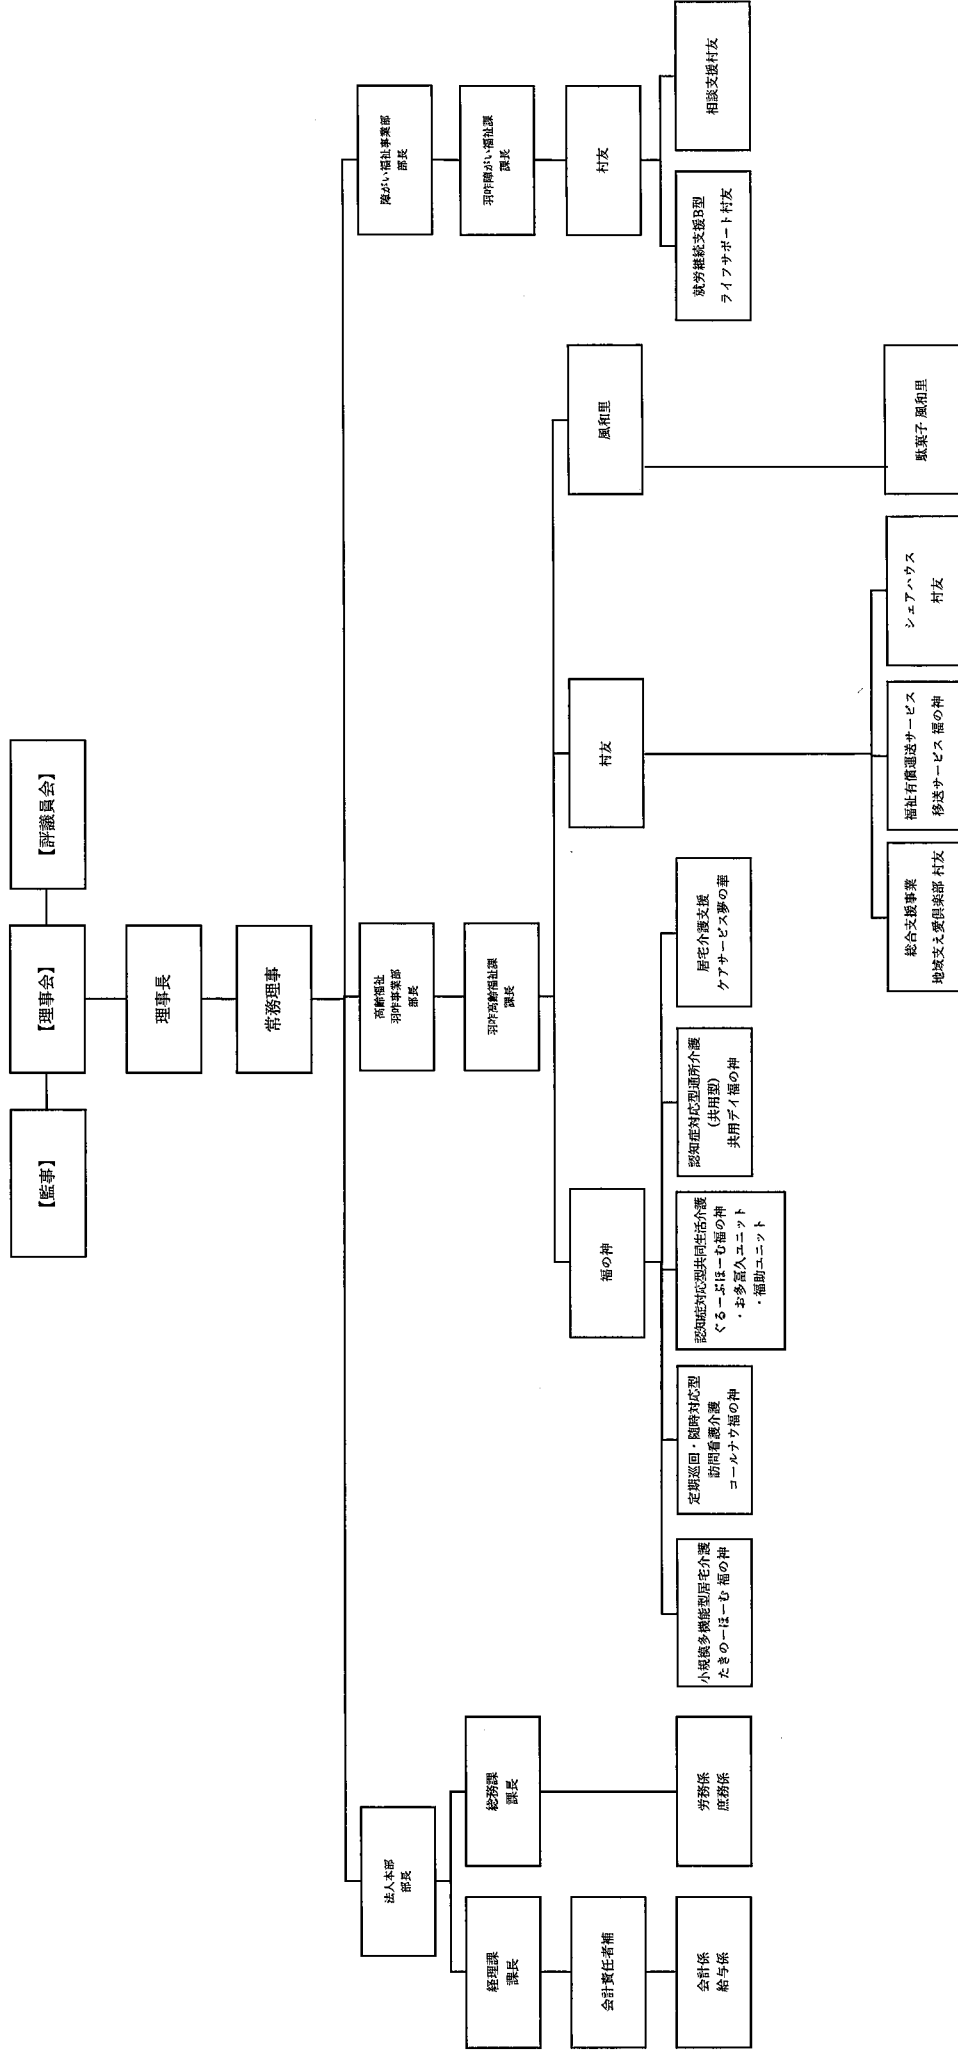 【監事】
【理事会】
【評議員会】
理事長
常務理事
法人本部
部長
高齢福祉
羽咋事業部
部長
障がい福祉事業部
部長
経理課
課長
総務課
課長
羽咋高齢福祉課
課長
羽咋障がい福祉課
課長
会計責任者補
福の神
村友
風和里
村友
会計係
給与係
労務係
庶務係
小規模多機能型居宅介護
たきのーほーむ 福の神
定期巡回・随時対応型
訪問看護介護
コールナウ福の神
認知症対応型共同生活介護
ぐるーぷほーむ福の神
・お多富久ユニット
・福助ユニット
認知症対応型通所介護
(共用型)
共用デイ福の神
居宅介護支援
ケアサービス夢の華
就労継続支援B型
ライフサポート村友
相談支援村友
総合支援事業
地域支え愛倶楽部 村友
福祉有償運送サービス
移送サービス 福の神
シェアハウス
村友
駄菓子 風和里